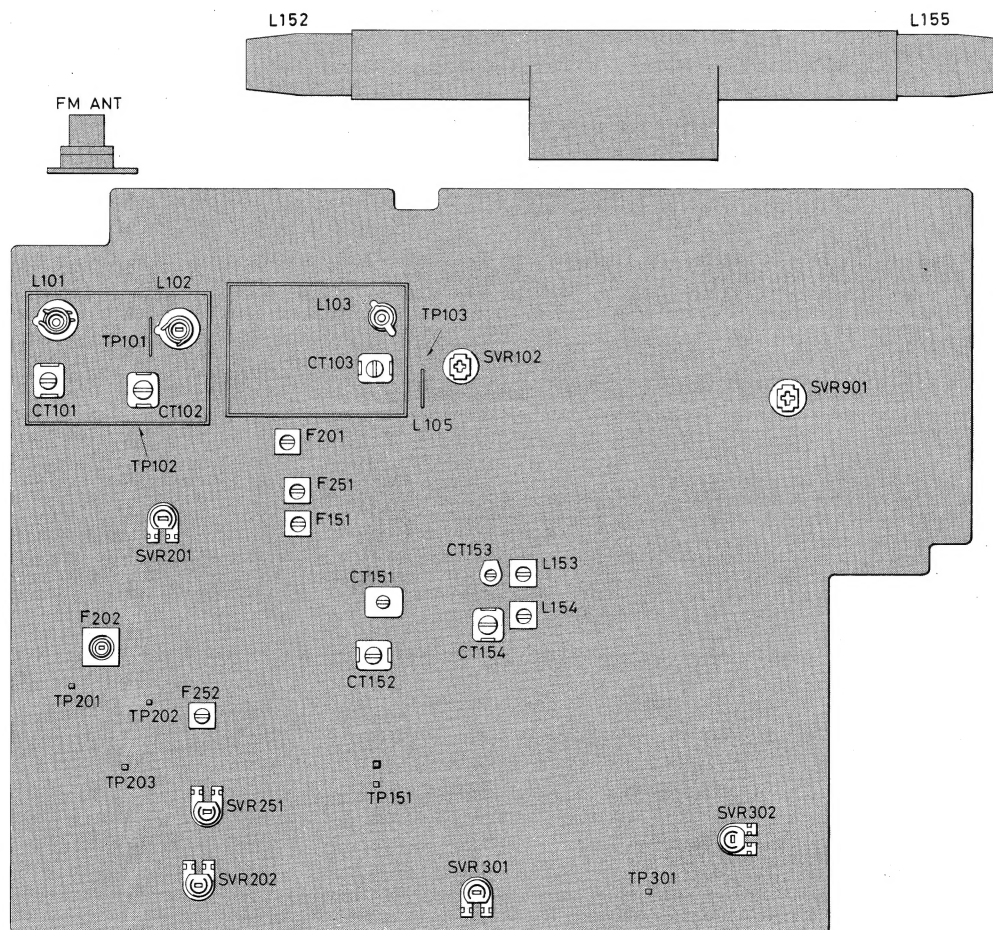 L152
L155
FM ANT
L101
L102
L103
TP103
TP101
CT103
SVR102
CT101
CT102
SVR901
L105
F201
TP102
F251
F151
SVR201
CT153
L153
CT151
F202
L154
CT154
CT152
TP201
TP202
F252
TP203
TP151
SVR251
SVR302
SVR202
SVR301
TP301